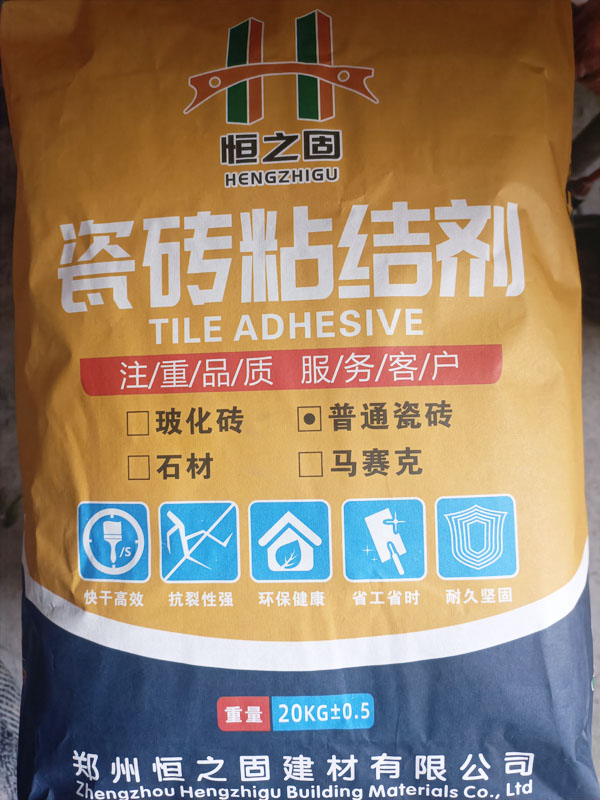 恒之固
HENGZHIGU
瓷砖粘结剂
TILE ADHESIVE
注/重/品/质 服/务/客/户
玻化砖 普通瓷砖
石材 马赛克
/S
快干高效 抗裂性强 环保健康 省工省时 耐久坚固
重量 20KG±0.5
郑州恒之固建材有限公司
Zhengzhou Hengzhigu Building Materials Co., Ltd